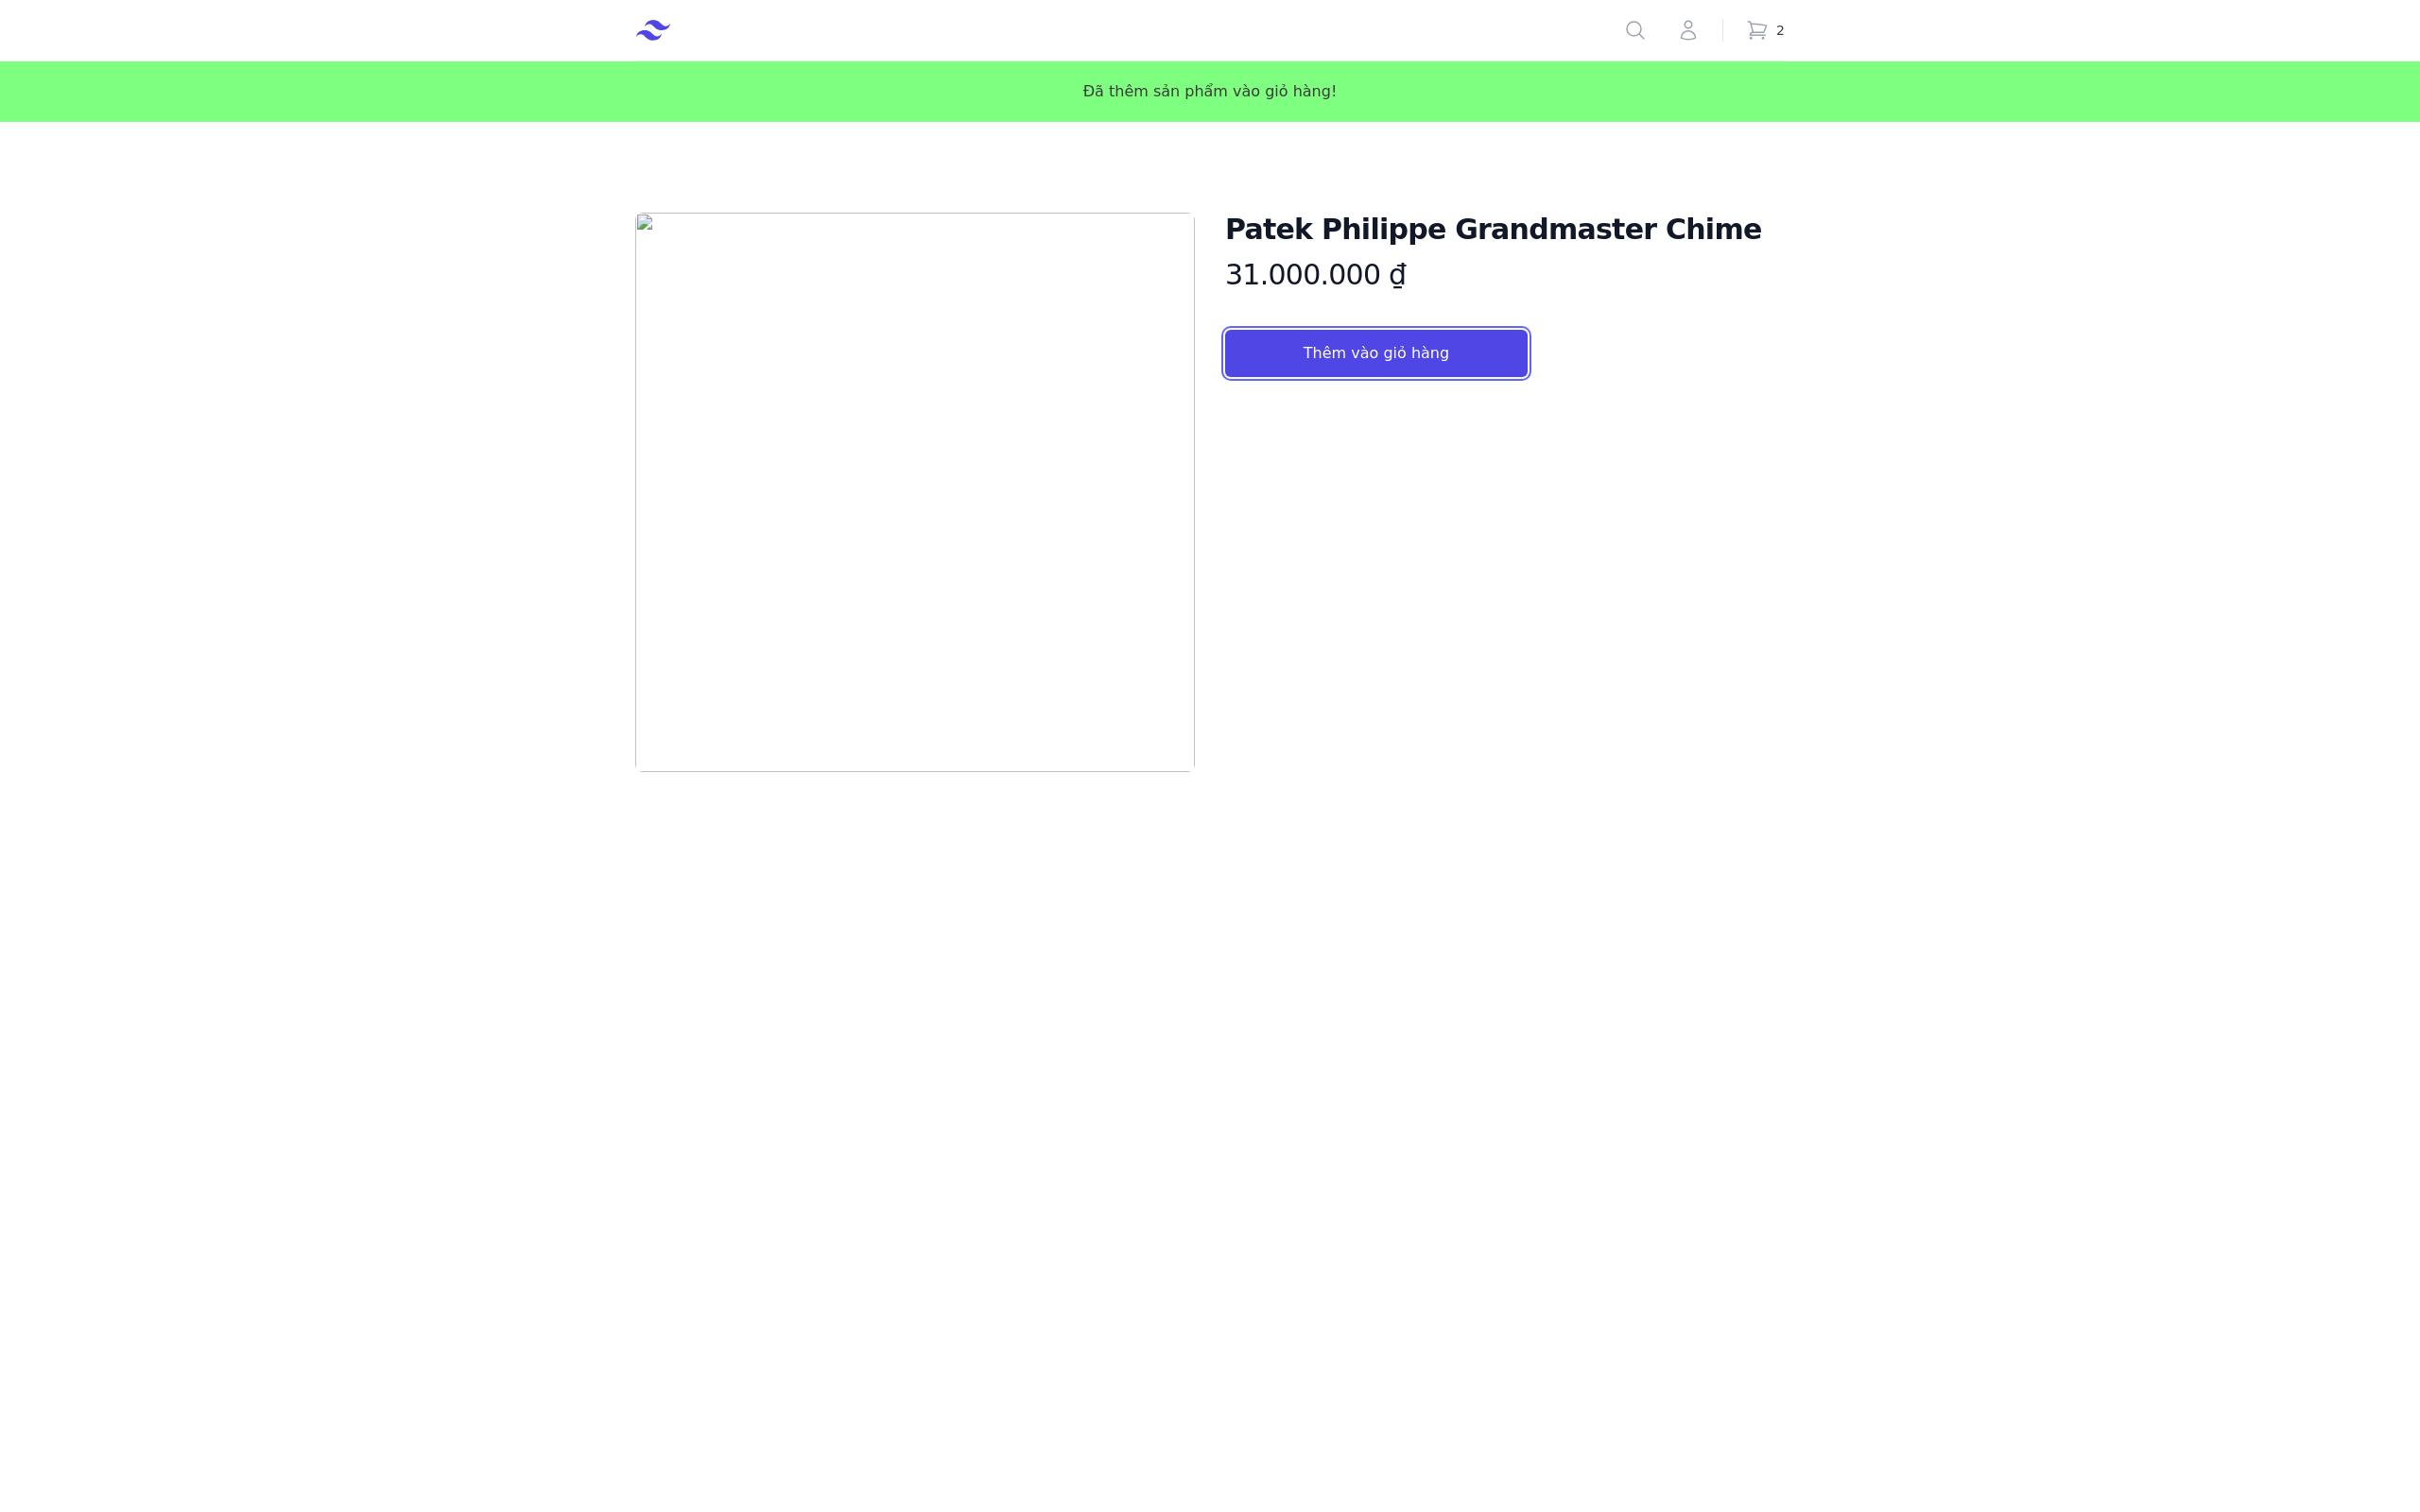 2
Đã thêm sản phẩm vào giỏ hàng!
Patek Philippe Grandmaster Chime
31.000.000 ₫
Thêm vào giỏ hàng